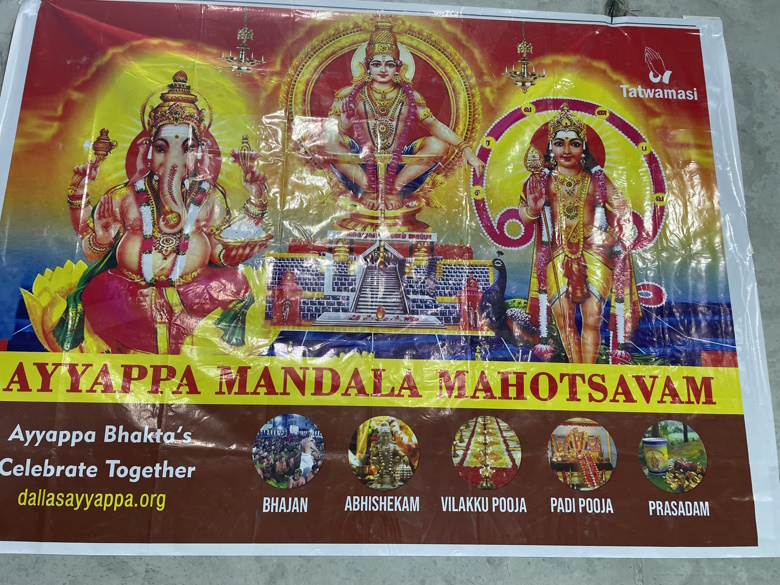 Tatwamasi
AYYAPPA MANDALA MAHOTSAVAM
Ayyappa Bhakta's
Celebrate Together
dallasayyappa.org
BHAJAN
ABHISHEKAM
VILAKKU POOJA
PADI POOJA
PRASADAM